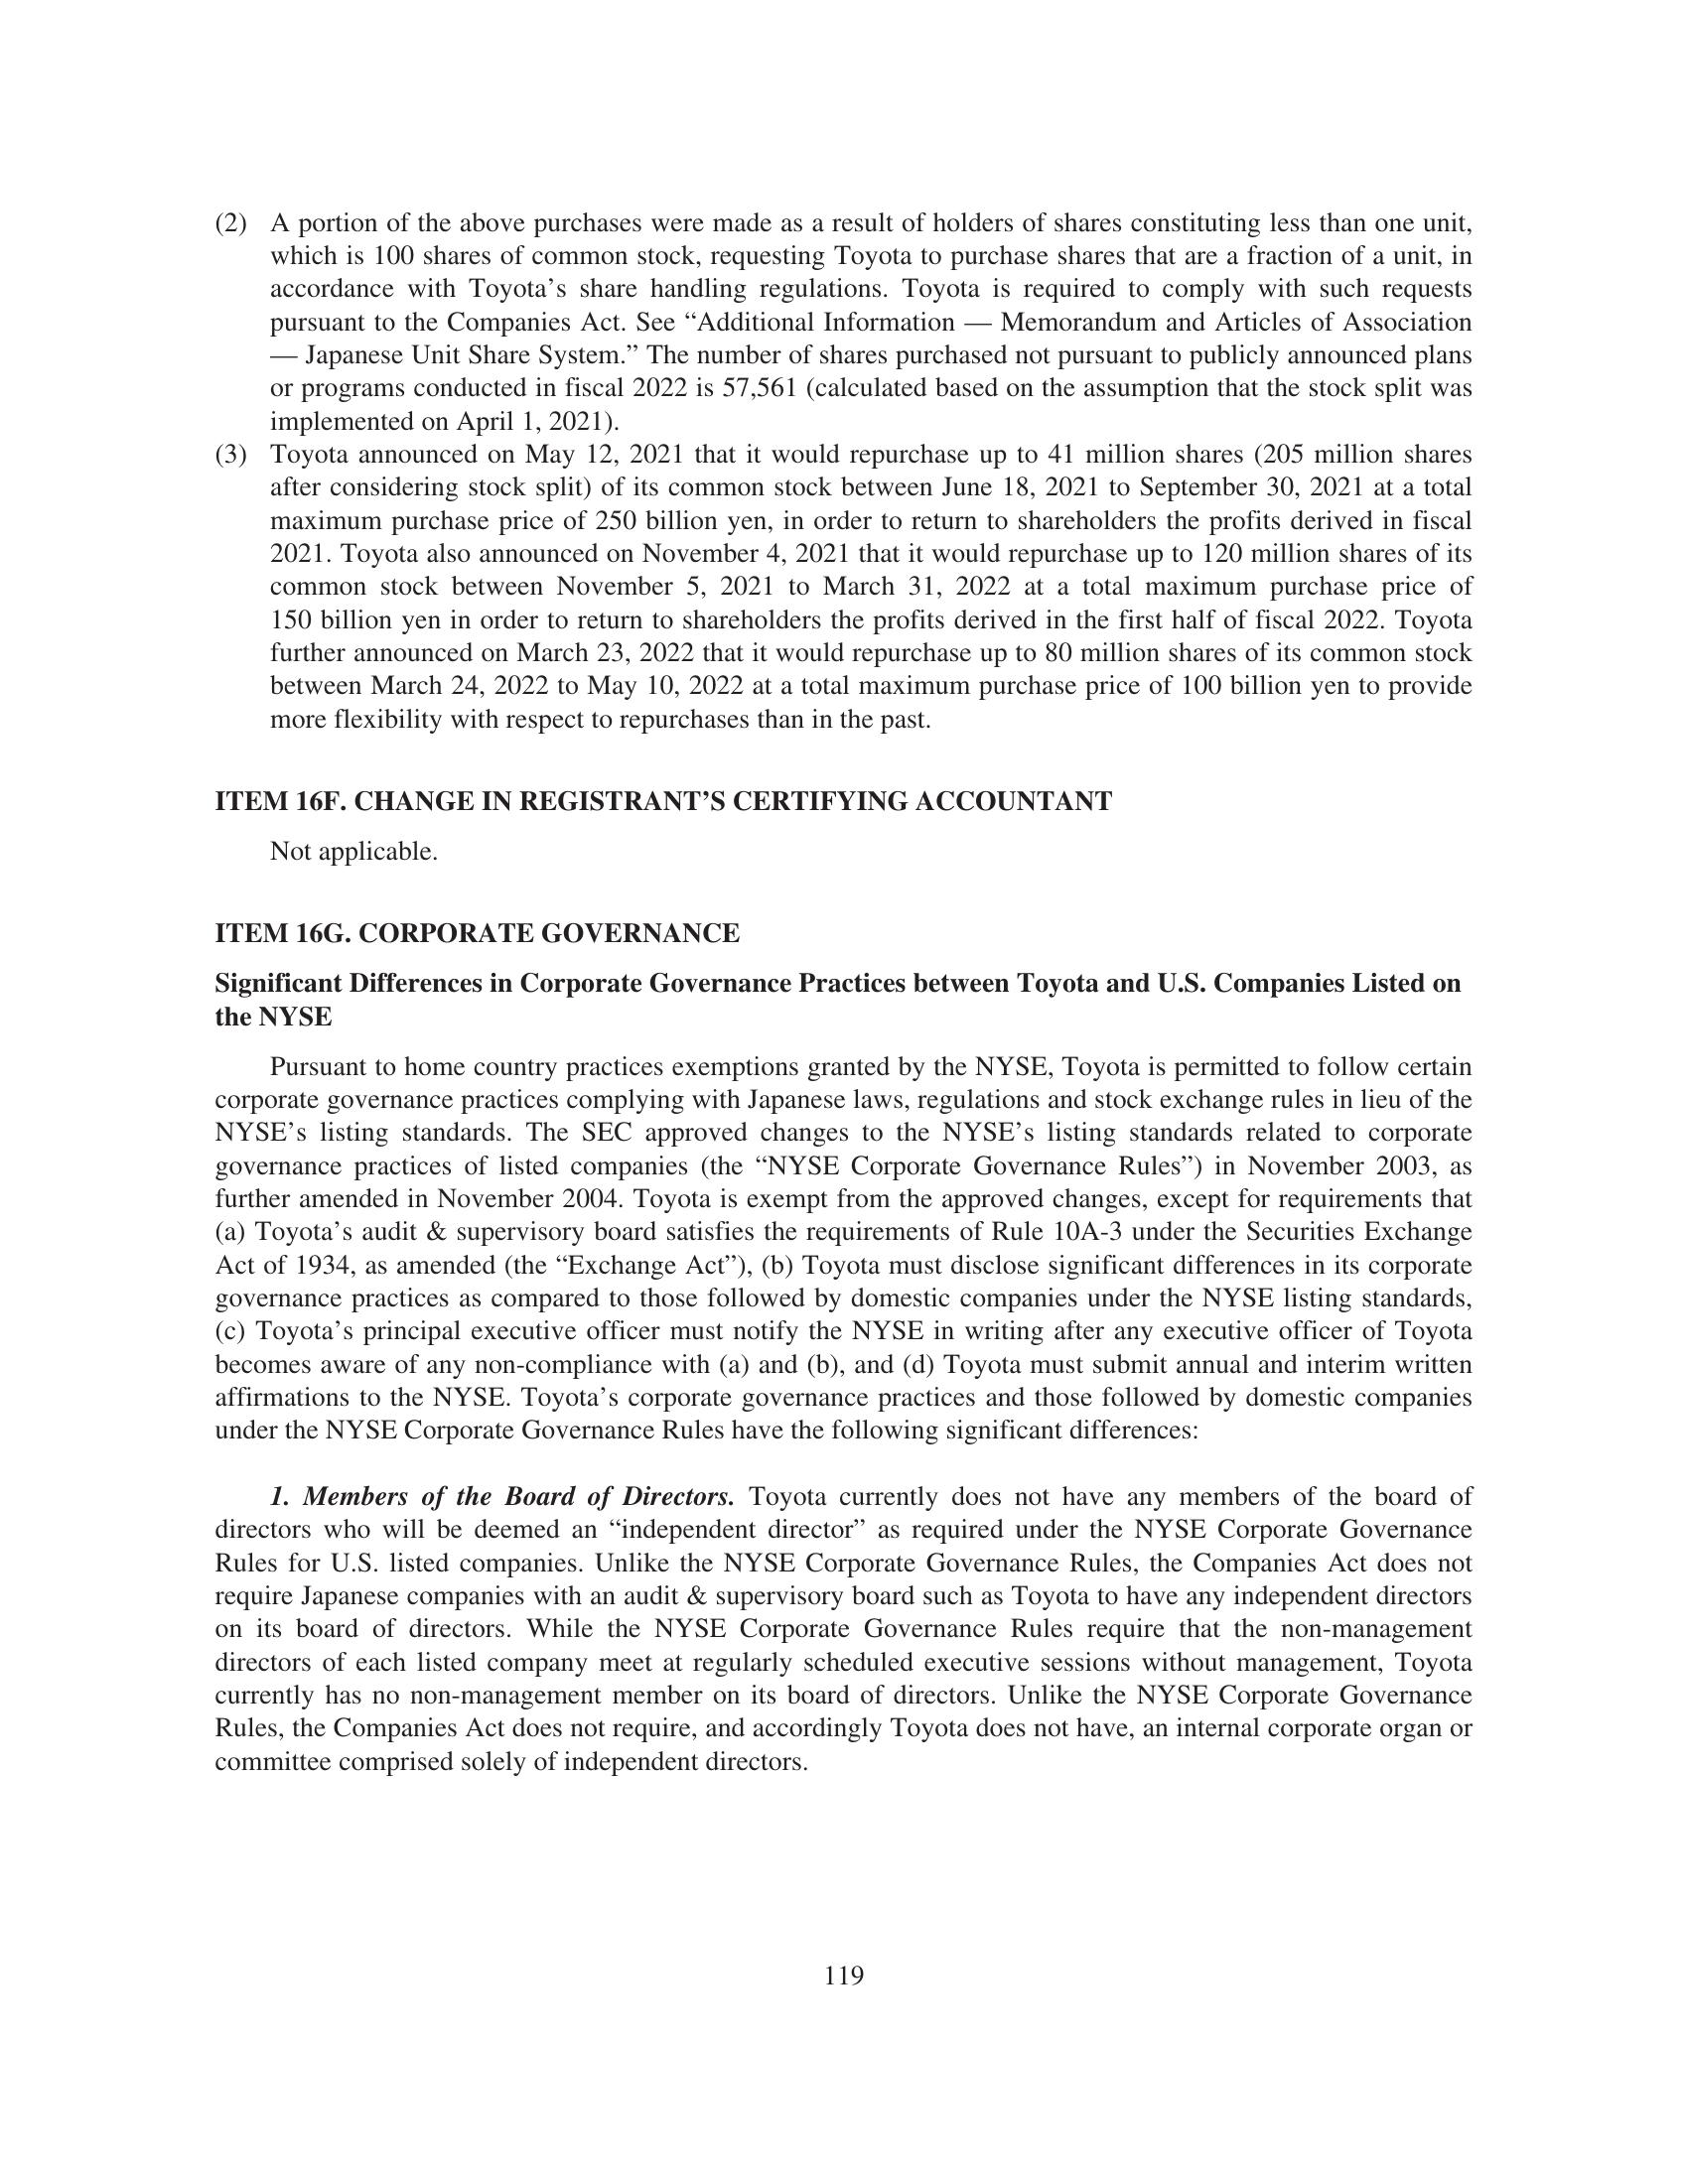 (2) A portion of the above purchases were made as a result of holders of shares constituting less than one unit,
which is 100 shares of common stock, requesting Toyota to purchase shares that are a fraction of a unit, in
accordance with Toyota’s share handling regulations. Toyota is required to comply with such requests
pursuant to the Companies Act. See “Additional Information — Memorandum and Articles of Association
— Japanese Unit Share System.” The number of shares purchased not pursuant to publicly announced plans
or programs conducted in fiscal 2022 is 57,561 (calculated based on the assumption that the stock split was
implemented on April 1, 2021).
(3) Toyota announced on May 12, 2021 that it would repurchase up to 41 million shares (205 million shares
after considering stock split) of its common stock between June 18, 2021 to September 30, 2021 at a total
maximum purchase price of 250 billion yen, in order to return to shareholders the profits derived in fiscal
2021. Toyota also announced on November 4, 2021 that it would repurchase up to 120 million shares of its
common stock between November 5, 2021 to March 31, 2022 at a total maximum purchase price of
150 billion yen in order to return to shareholders the profits derived in the first half of fiscal 2022. Toyota
further announced on March 23, 2022 that it would repurchase up to 80 million shares of its common stock
between March 24, 2022 to May 10, 2022 at a total maximum purchase price of 100 billion yen to provide
more flexibility with respect to repurchases than in the past.
ITEM 16F. CHANGE IN REGISTRANT’S CERTIFYING ACCOUNTANT
Not applicable.
ITEM 16G. CORPORATE GOVERNANCE
Significant Differences in Corporate Governance Practices between Toyota and U.S. Companies Listed on
the NYSE
Pursuant to home country practices exemptions granted by the NYSE, Toyota is permitted to follow certain
corporate governance practices complying with Japanese laws, regulations and stock exchange rules in lieu of the
NYSE’s listing standards. The SEC approved changes to the NYSE’s listing standards related to corporate
governance practices of listed companies (the “NYSE Corporate Governance Rules”) in November 2003, as
further amended in November 2004. Toyota is exempt from the approved changes, except for requirements that
(a) Toyota’s audit & supervisory board satisfies the requirements of Rule 10A-3 under the Securities Exchange
Act of 1934, as amended (the “Exchange Act”), (b) Toyota must disclose significant differences in its corporate
governance practices as compared to those followed by domestic companies under the NYSE listing standards,
(c) Toyota’s principal executive officer must notify the NYSE in writing after any executive officer of Toyota
becomes aware of any non-compliance with (a) and (b), and (d) Toyota must submit annual and interim written
affirmations to the NYSE. Toyota’s corporate governance practices and those followed by domestic companies
under the NYSE Corporate Governance Rules have the following significant differences:
1. Members of the Board of Directors. Toyota currently does not have any members of the board of
directors who will be deemed an “independent director” as required under the NYSE Corporate Governance
Rules for U.S. listed companies. Unlike the NYSE Corporate Governance Rules, the Companies Act does not
require Japanese companies with an audit & supervisory board such as Toyota to have any independent directors
on its board of directors. While the NYSE Corporate Governance Rules require that the non-management
directors of each listed company meet at regularly scheduled executive sessions without management, Toyota
currently has no non-management member on its board of directors. Unlike the NYSE Corporate Governance
Rules, the Companies Act does not require, and accordingly Toyota does not have, an internal corporate organ or
committee comprised solely of independent directors.
119